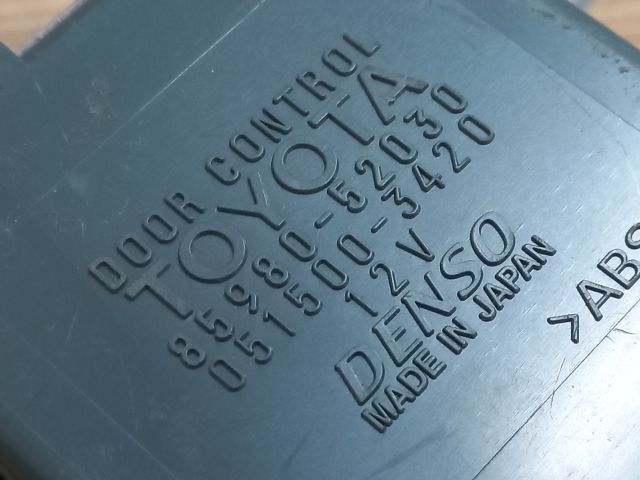 DOOR CONTROL
TOYOTA
85980-52030
051500-3420
12V
DENSO
MADE IN JAPAN
>ABS